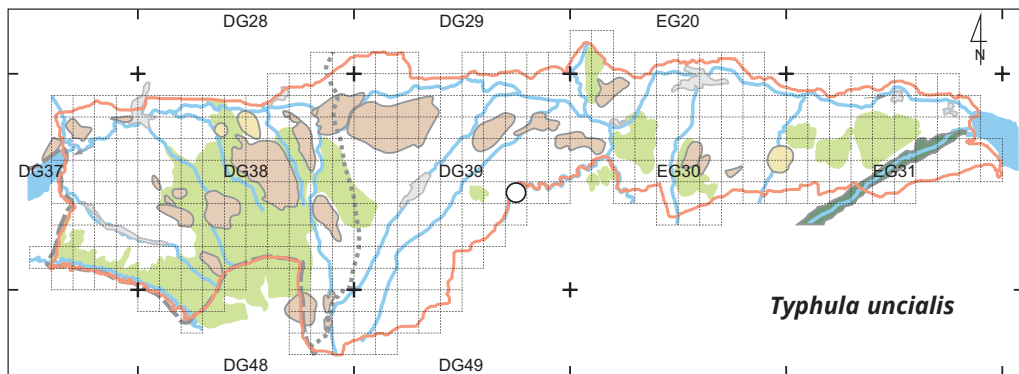 DG28 DG29 EG20
N
DG37 DG38 DG39 EG30 EG31
Typhula uncialis
DG48 DG49